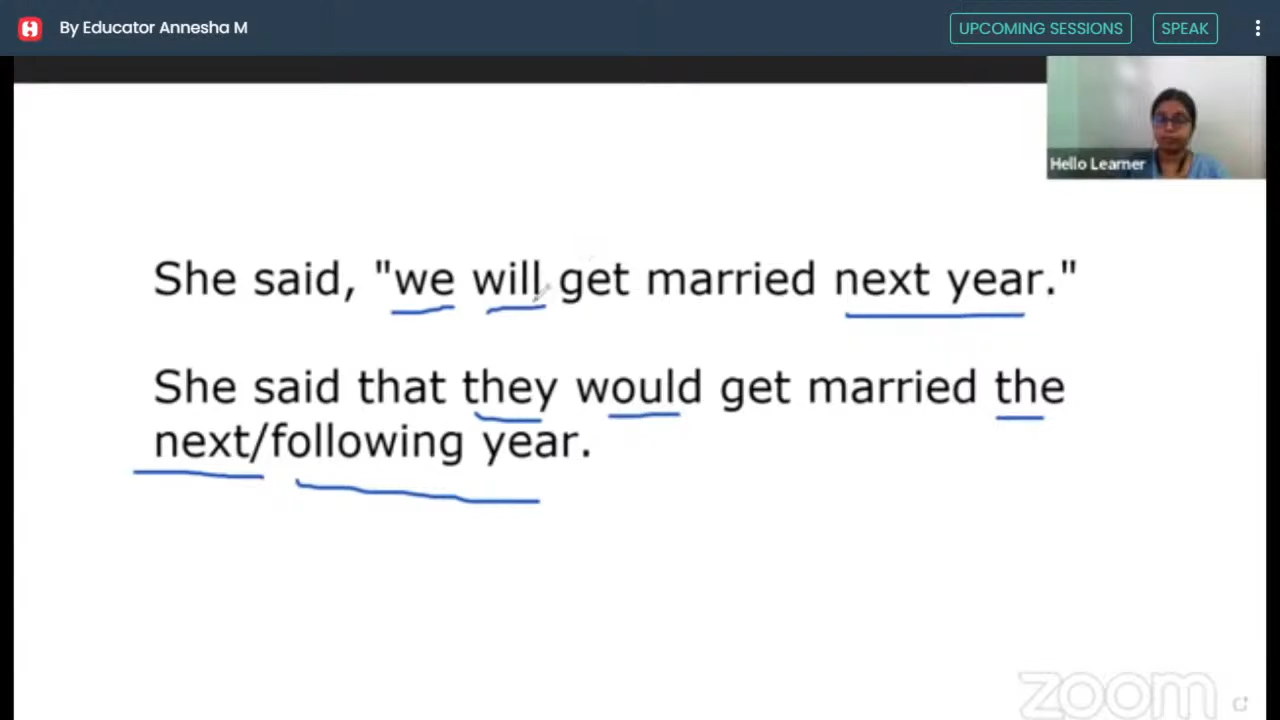 By Educator Annesha M
UPCOMING SESSIONS
SPEAK
Hello Learner
She said, "we will get married next year."
She said that they would get married the
next/following year.
zoom